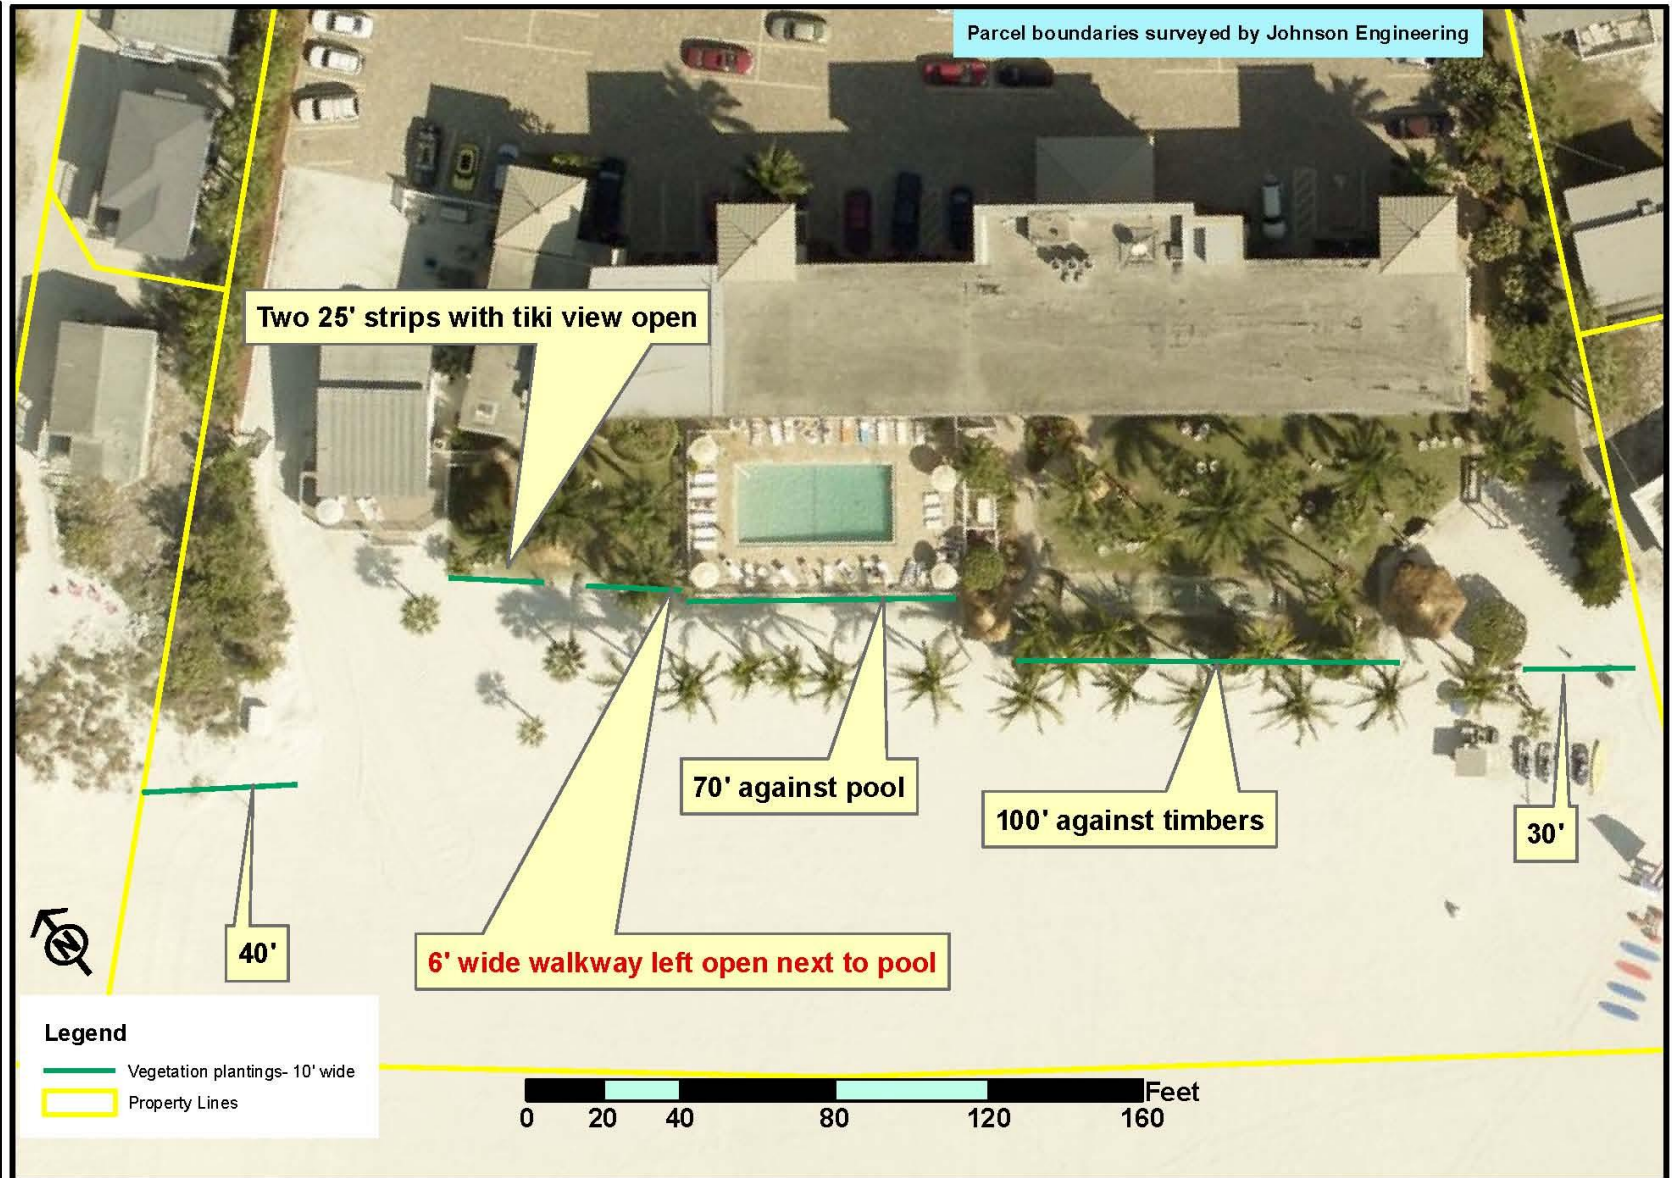 Parcel boundaries surveyed by Johnson Engineering
Two 25' strips with tiki view open
70' against pool
100' against timbers
30'
40'
6' wide walkway left open next to pool
N
Legend
Vegetation plantings- 10' wide
Property Lines
Feet
0 20 40 80 120 160